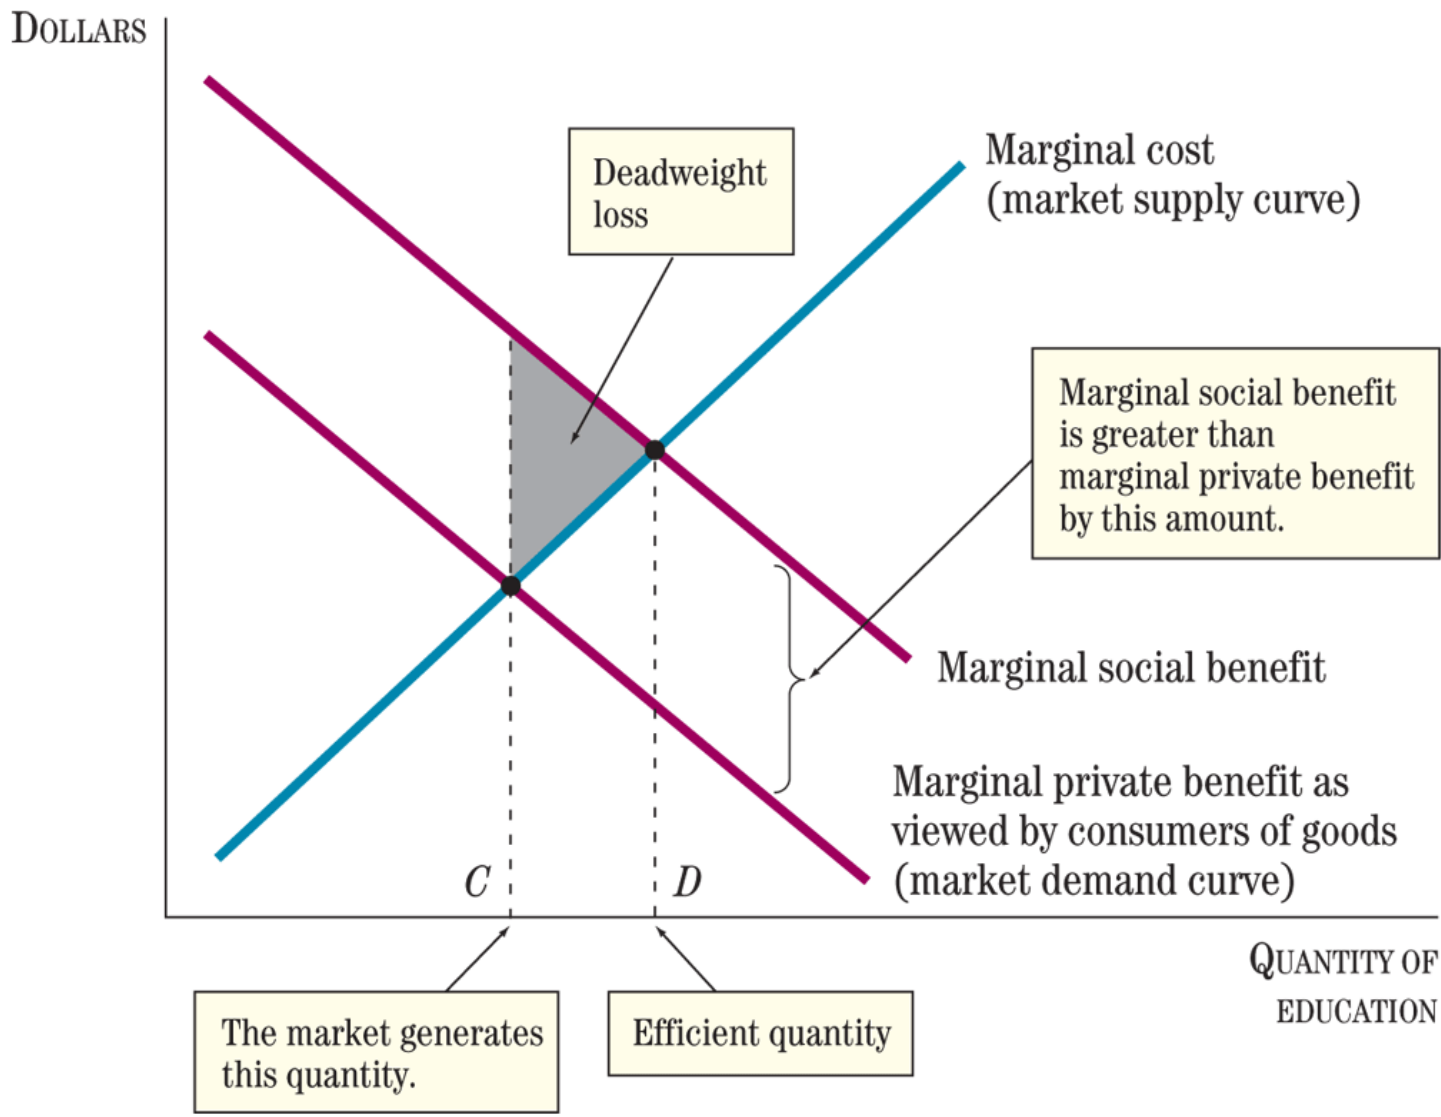 DOLLARS
Deadweight
loss
Marginal cost
(market supply curve)
Marginal social benefit
is greater than
marginal private benefit
by this amount.
Marginal social benefit
Marginal private benefit as
viewed by consumers of goods
(market demand curve)
C
D
QUANTITY OF
EDUCATION
The market generates
this quantity.
Efficient quantity